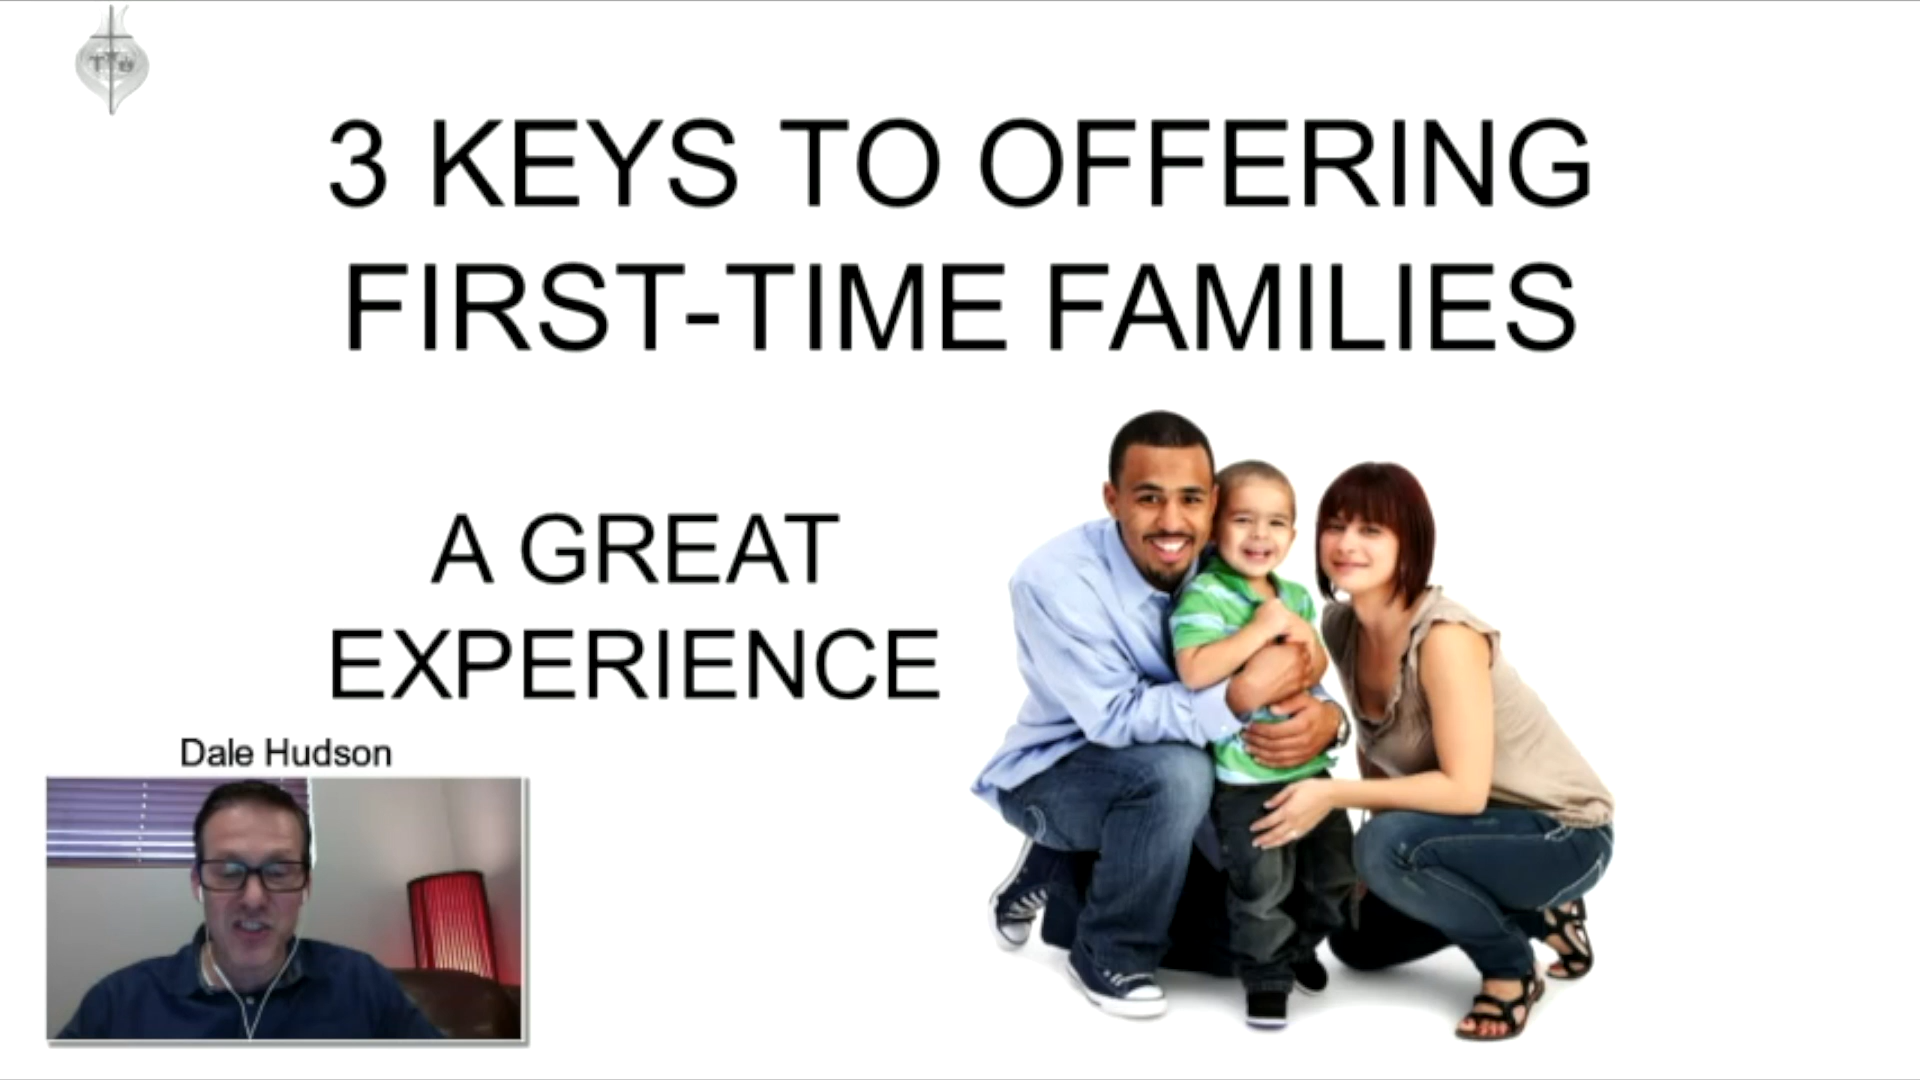 3 KEYS TO OFFERING
FIRST-TIME FAMILIES
A GREAT
EXPERIENCE
Dale Hudson